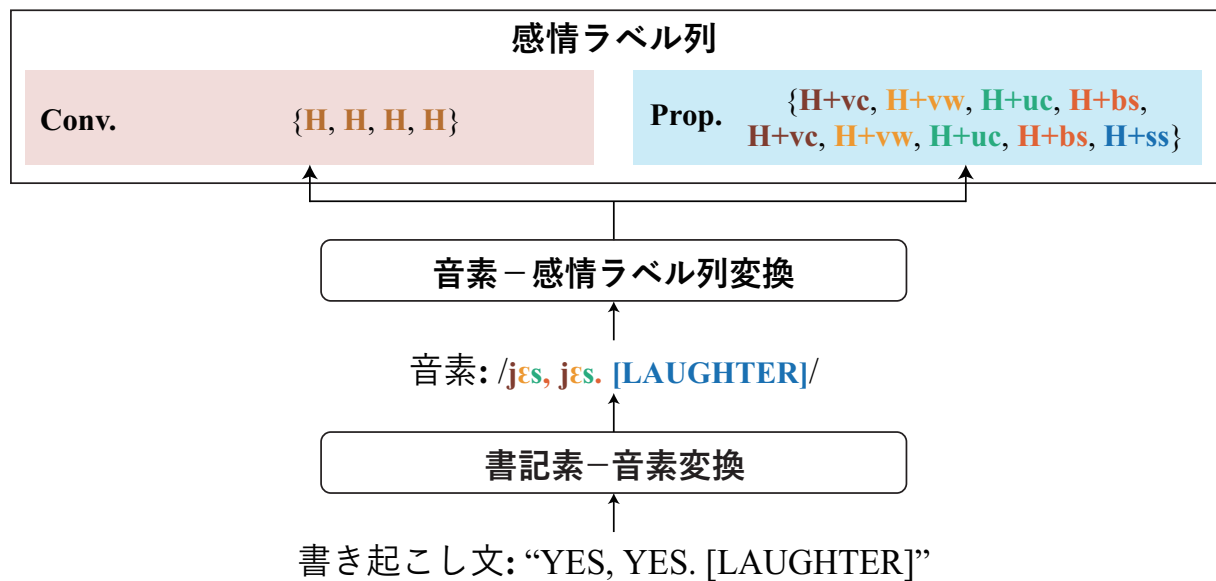 感情ラベル列
Conv.
{H, H, H, H}
Prop.
{H+vc, H+vw, H+uc, H+bs,
H+vc, H+vw, H+uc, H+bs, H+ss}
音素－感情ラベル列変換
音素: /jɛs, jɛs. [LAUGHTER]/
書記素－音素変換
書き起こし文: “YES, YES. [LAUGHTER]”